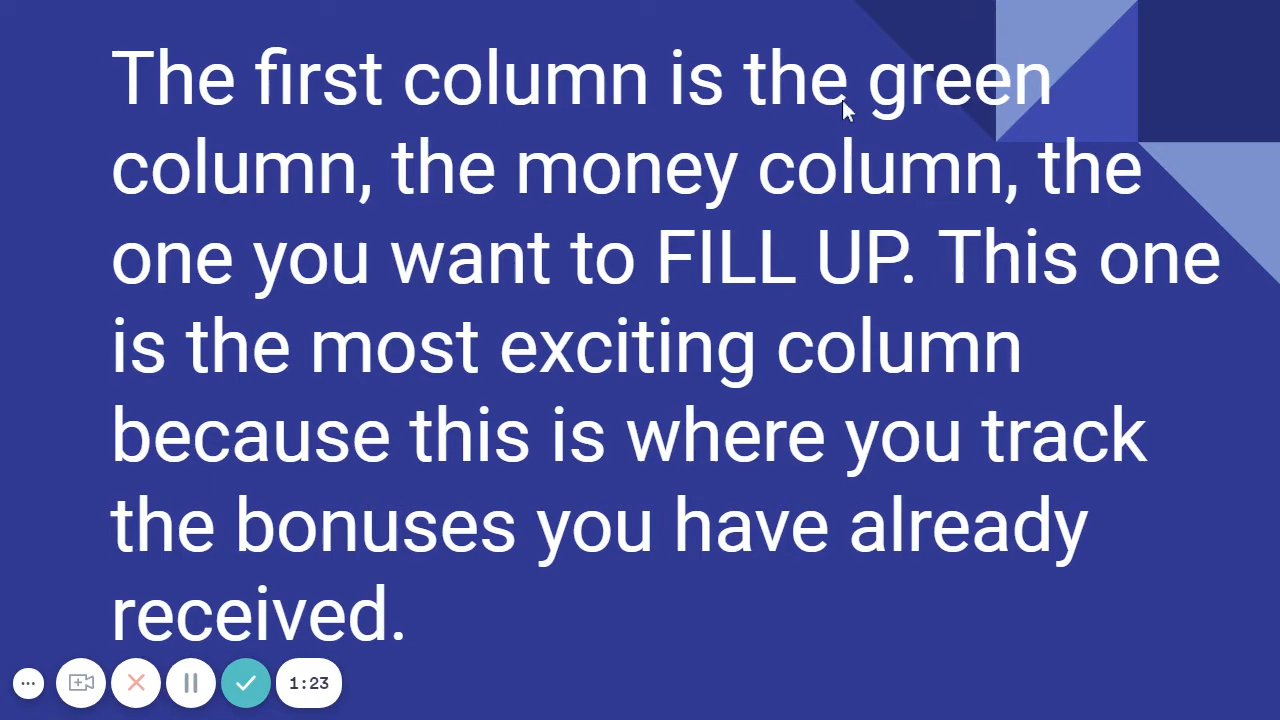 The first column is the green
column, the money column, the
one you want to FILL UP. This one
is the most exciting column
because this is where you track
the bonuses you have already
received.
1:23